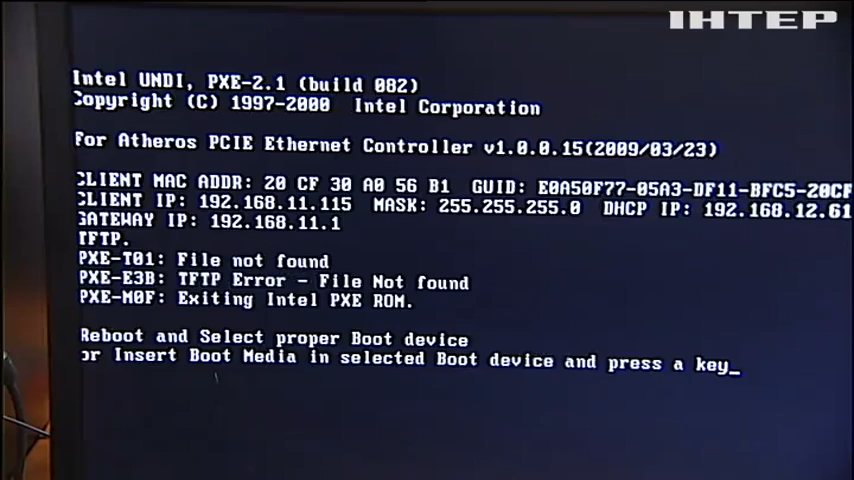 ІНТЕР
Intel UNDI, PXE-2.1 (build 082)
Copyright (C) 1997-2000 Intel Corporation
For Atheros PCIE Ethernet Controller v1.0.0.15(2009/03/23)
CLIENT MAC ADDR: 20 CF 30 A0 56 B1 GUID: E0A50F77-05A3-DF11-BFC5-20CF
CLIENT IP: 192.168.11.115 MASK: 255.255.255.0 DHCP IP: 192.168.12.61
GATEWAY IP: 192.168.11.1
TFTP.
PXE-T01: File not found
PXE-E3B: TFTP Error - File Not found
PXE-M0F: Exiting Intel PXE ROM.
Reboot and Select proper Boot device
or Insert Boot Media in selected Boot device and press a key_